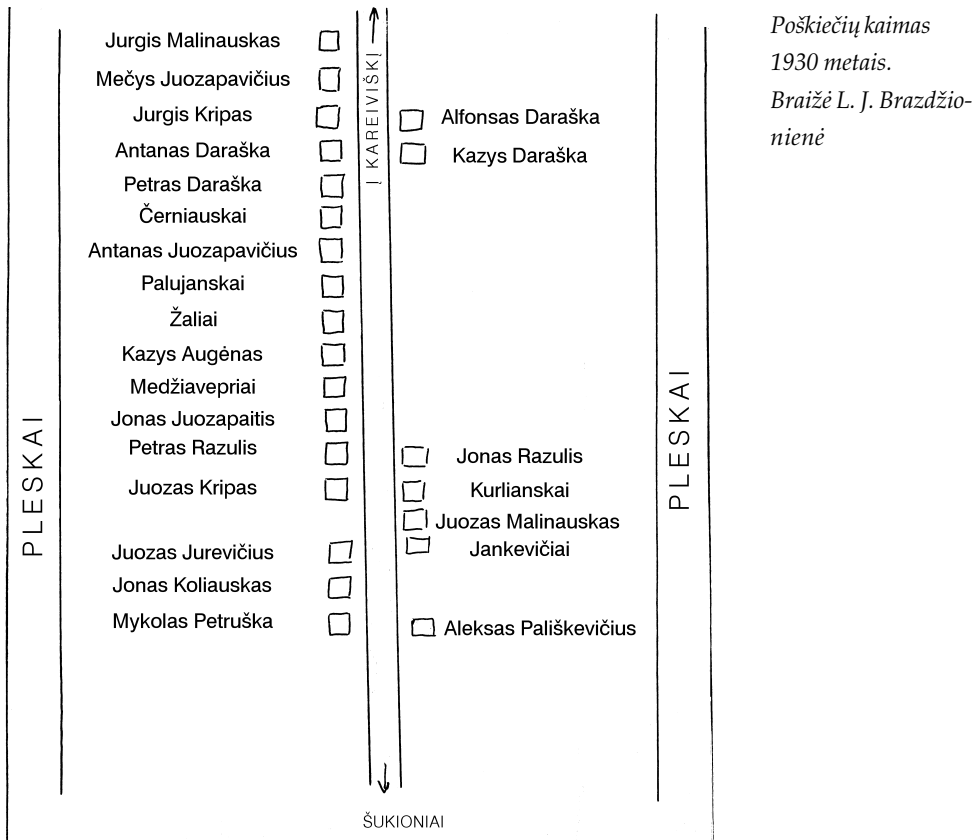 Poškiečių kaimas
1930 metais.
Braižė L. J. Brazdžio-
nienė
Į KAREIVIŠKĮ
Jurgis Malinauskas
Mečys Juozapavičius
Jurgis Kripas
Antanas Daraška
Petras Daraška
Černiauskai
Antanas Juozapavičius
Palujanskai
Žaliai
Kazys Augėnas
Medžiavepriai
Jonas Juozapaitis
Petras Razulis
Juozas Kripas
Juozas Jurevičius
Jonas Koliauskas
Mykolas Petruška
Alfonsas Daraška
Kazys Daraška
Jonas Razulis
Kurlianskai
Juozas Malinauskas
Jankevičiai
Aleksas Pališkevičius
PLESKAI
PLESKAI
ŠUKIONIAI